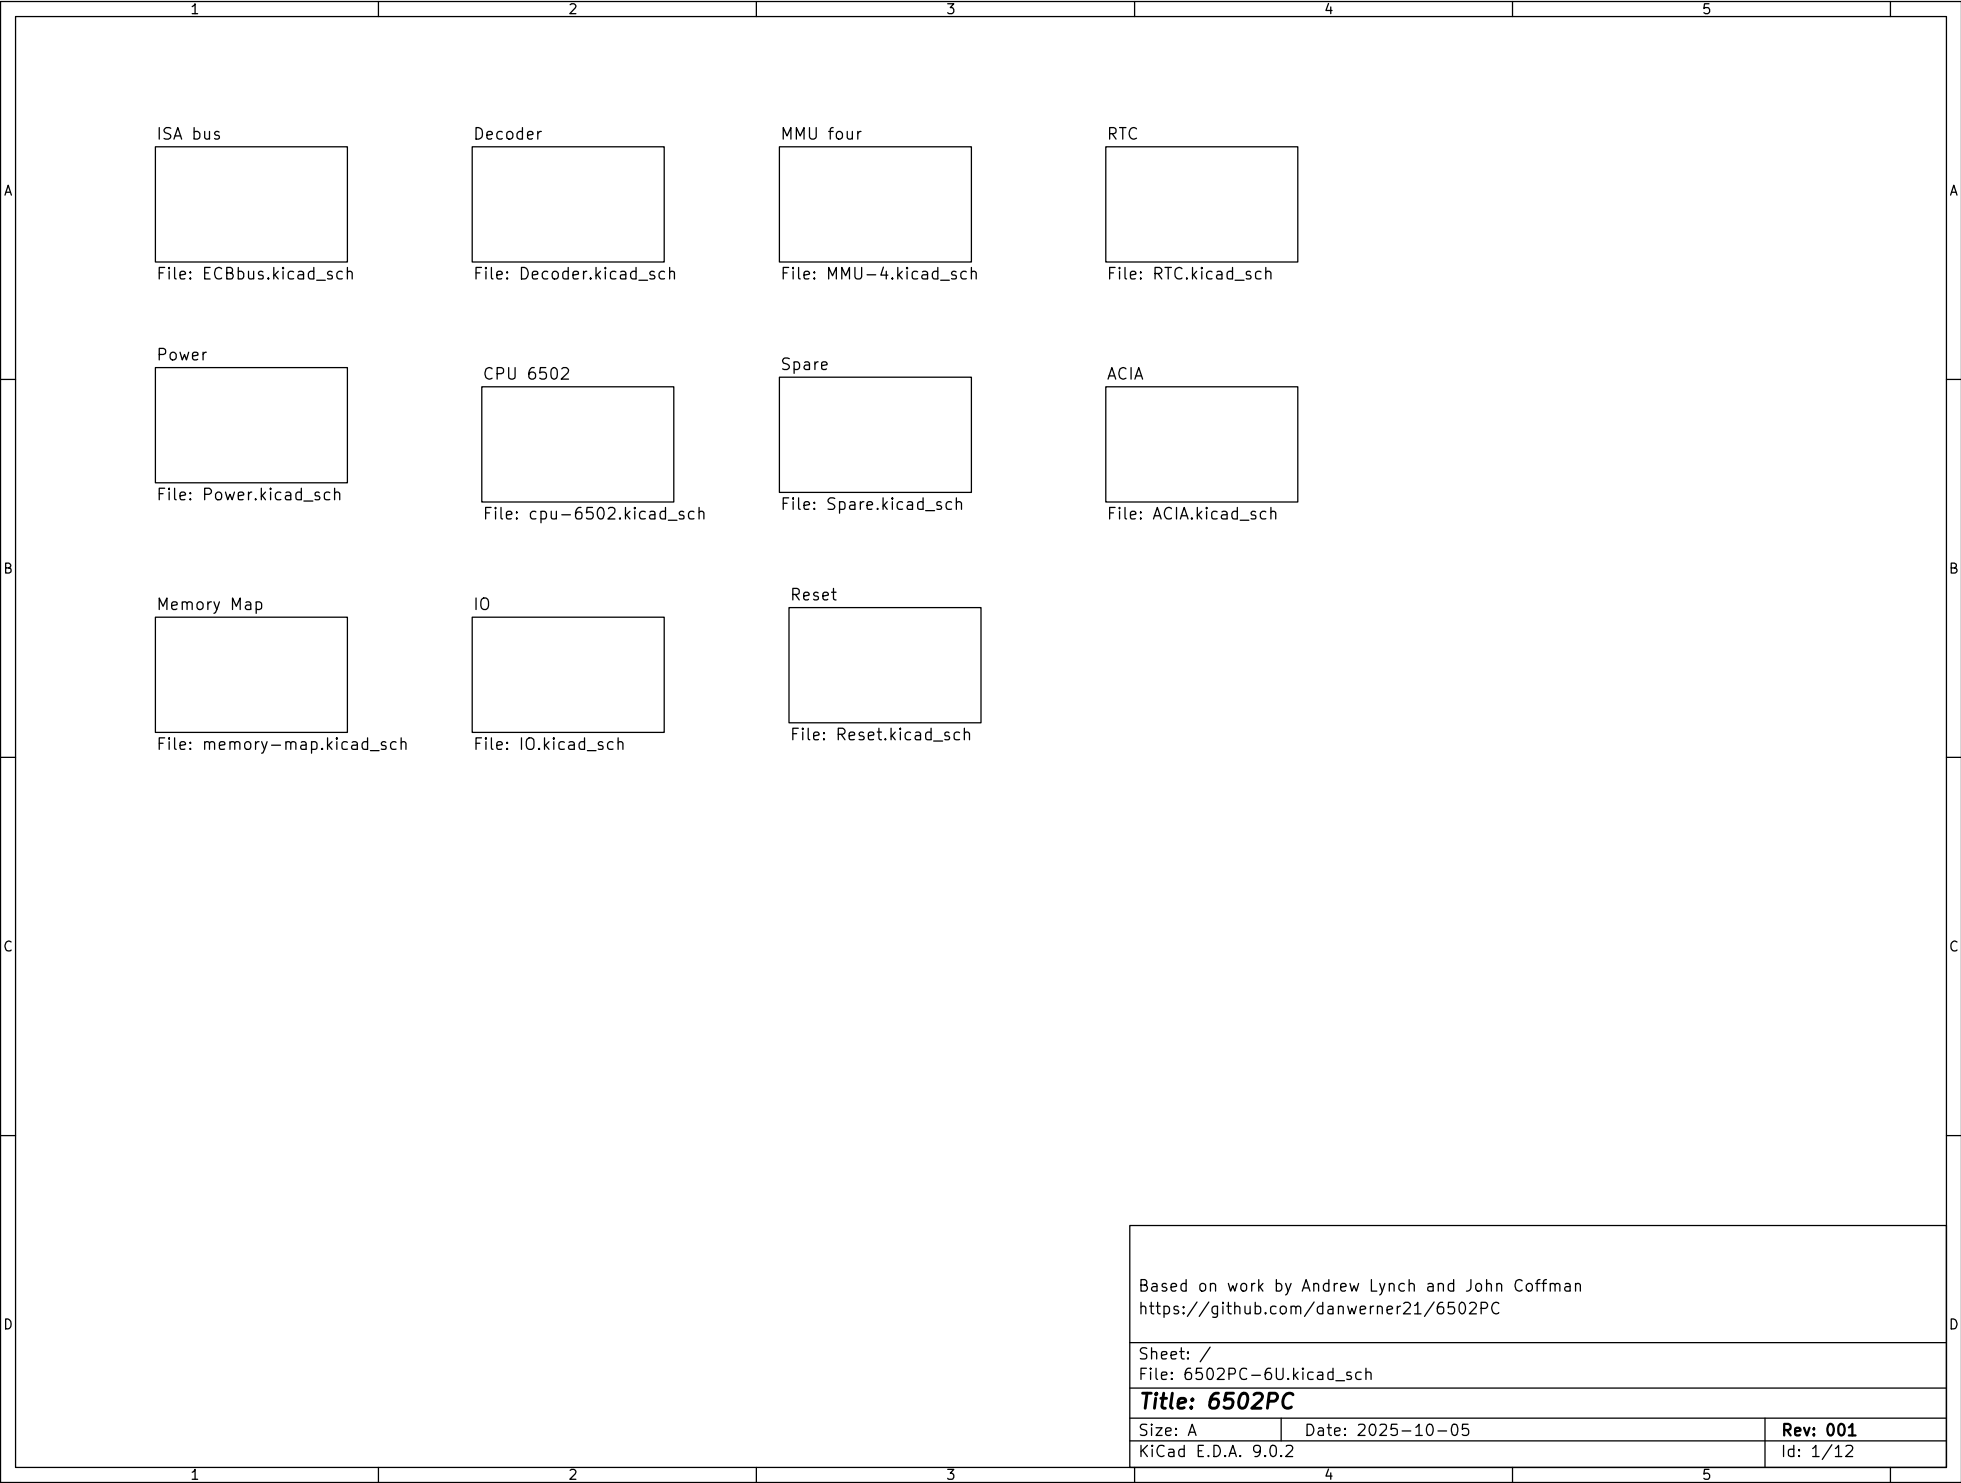 1 2 3 4 5
ISA bus Decoder MMU four RTC
A A
File: ECBbus.kicad_sch File: Decoder.kicad_sch File: MMU-4.kicad_sch File: RTC.kicad_sch
Power
Spare
CPU 6502 ACIA
File: Power.kicad_sch
File: Spare.kicad_sch
File: cpu-6502.kicad_sch File: ACIA.kicad_sch
B B
Reset
Memory Map IO
File: Reset.kicad_sch
File: memory-map.kicad_sch File: IO.kicad_sch
C C
Based on work by Andrew Lynch and John Coffman
https://github.com/danwerner21/6502PC
D D
Sheet: /
File: 6502PC-6U.kicad_sch
Title: 6502PC
Size: A Date: 2025-10-05 Rev: 001
KiCad E.D.A. 9.0.2 Id: 1/12
1 2 3 4 5